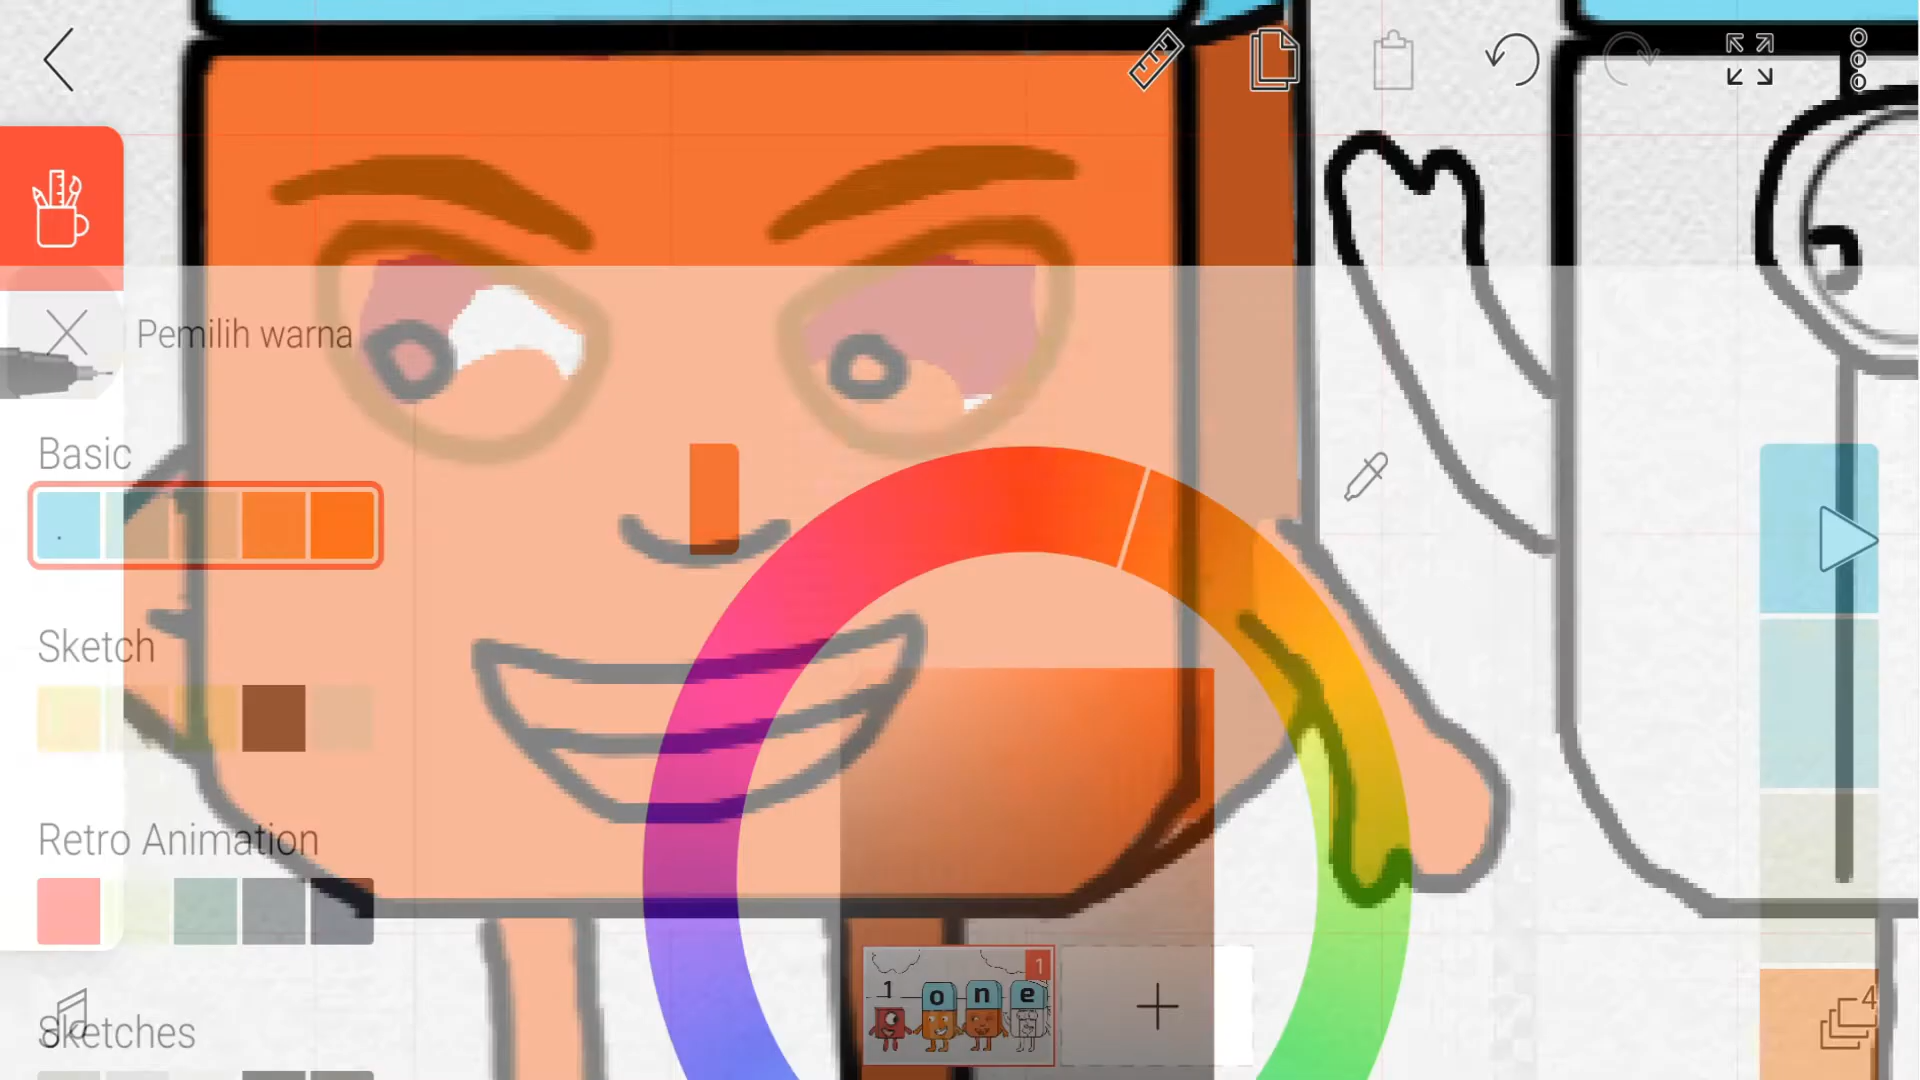 Pemilih warna
Basic
Sketch
Retro Animation
Sketches
1
1 o n e
4